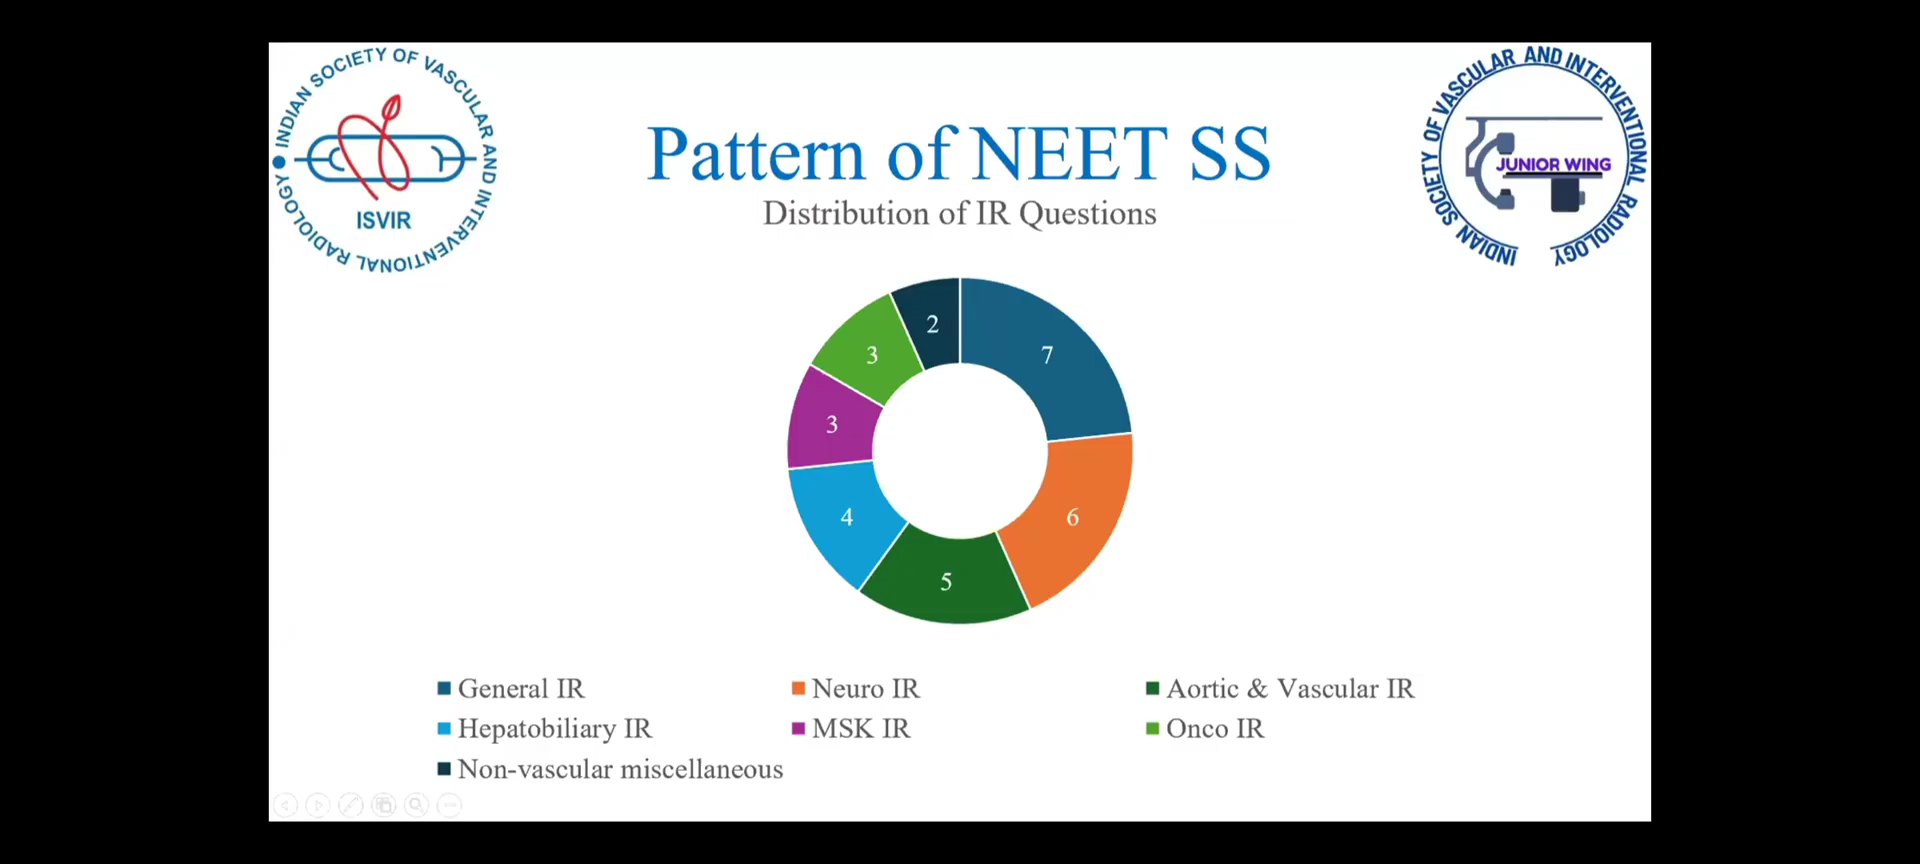 INDIAN SOCIETY OF VASCULAR AND INTERVENTIONAL RADIOLOGY
ISVIR
Pattern of NEET SS
Distribution of IR Questions
INDIAN SOCIETY OF VASCULAR AND INTERVENTIONAL RADIOLOGY
JUNIOR WING
2
7
3
3
6
4
5
General IR
Neuro IR
Aortic & Vascular IR
Hepatobiliary IR
MSK IR
Onco IR
Non-vascular miscellaneous